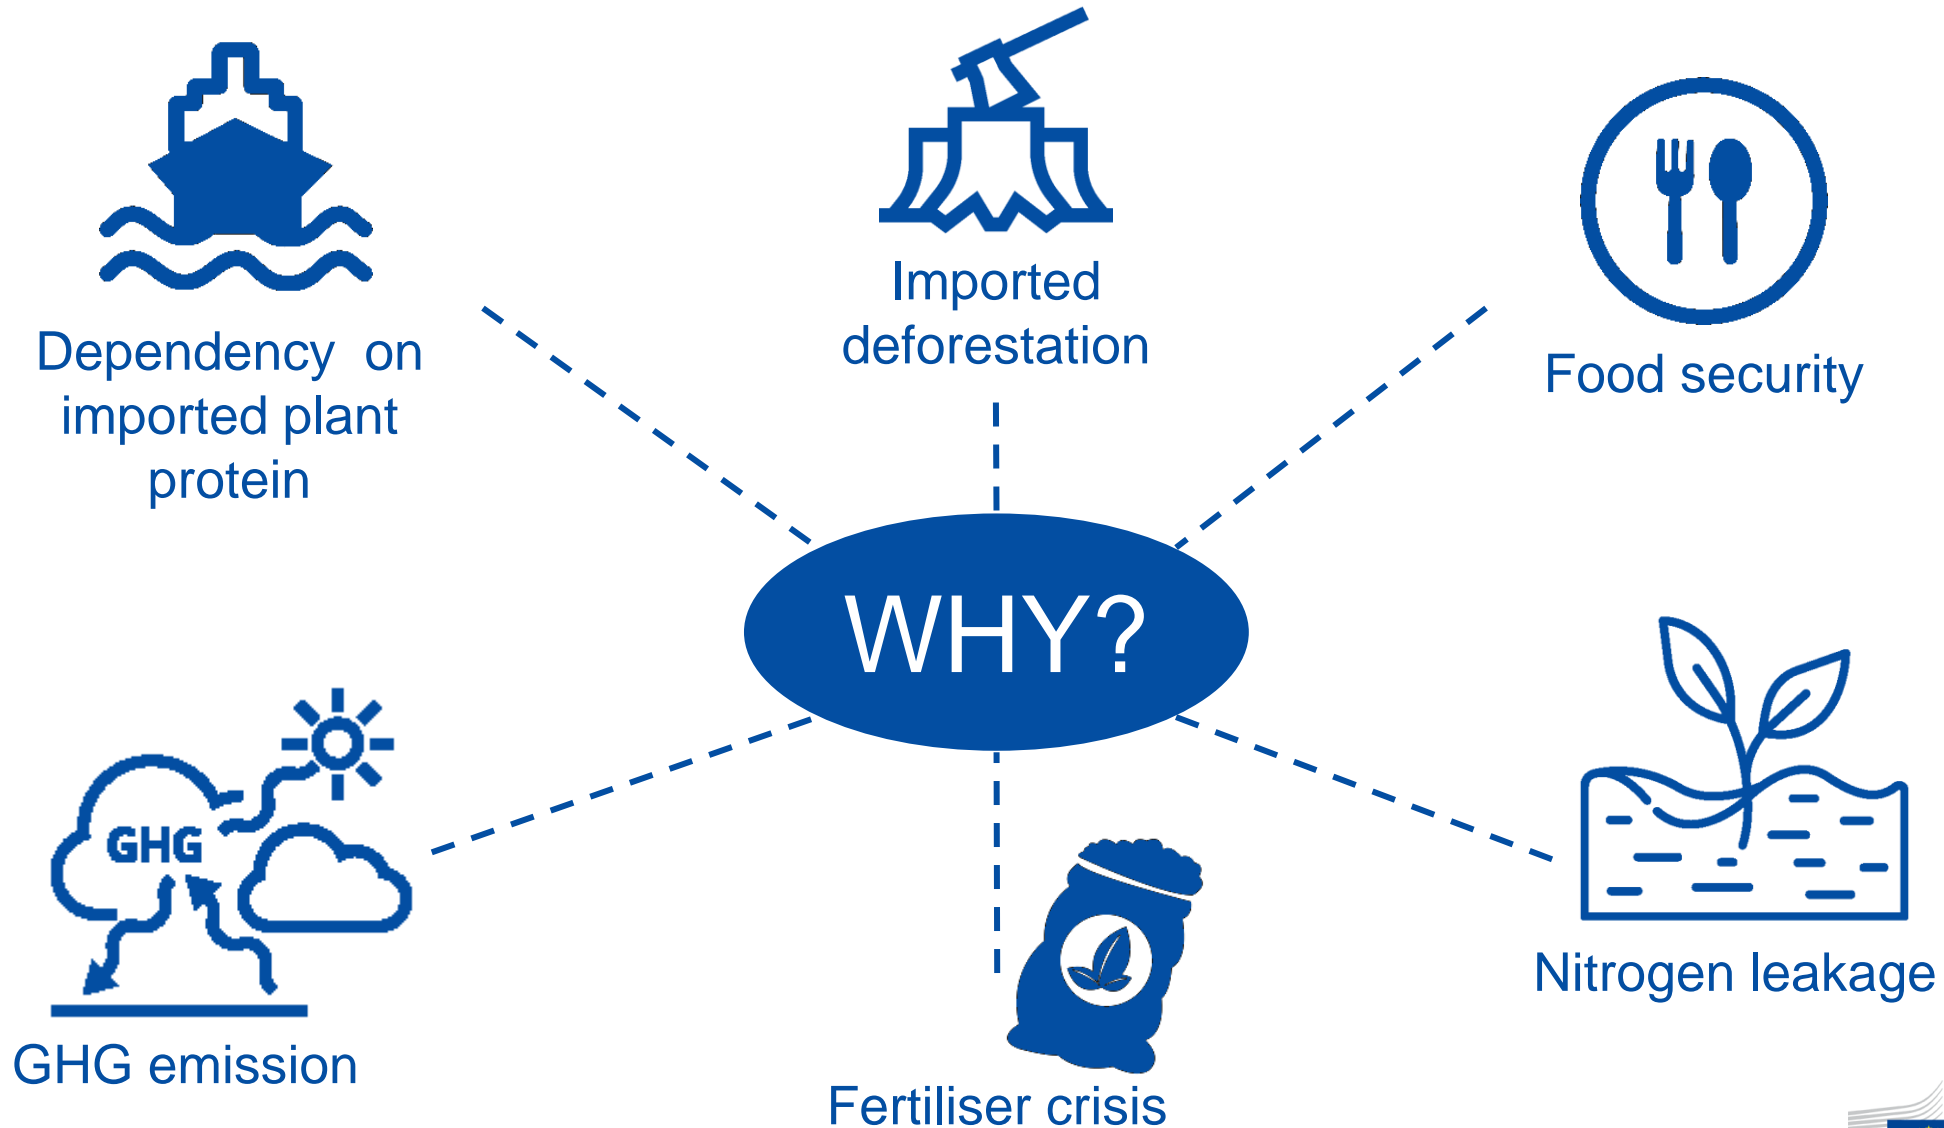 Dependency on
imported plant
protein
Imported
deforestation
Food security
WHY?
GHG
GHG emission
Fertiliser crisis
Nitrogen leakage